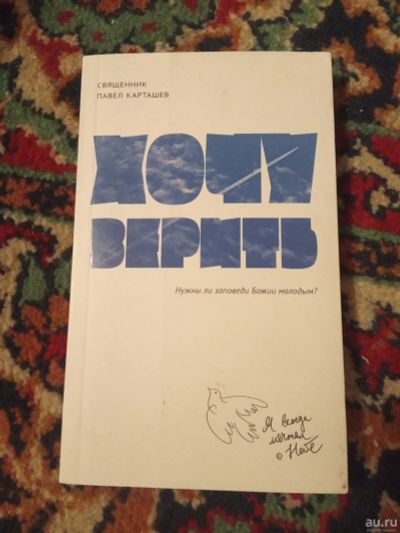 СВЯЩЕННИК
ПАВЕЛ КАРТАШЕВ
ХОЧУ
ВЕРИТЬ
Нужны ли заповеди Божии молодым?
Я всегда
мечтал
о Небе
au.ru